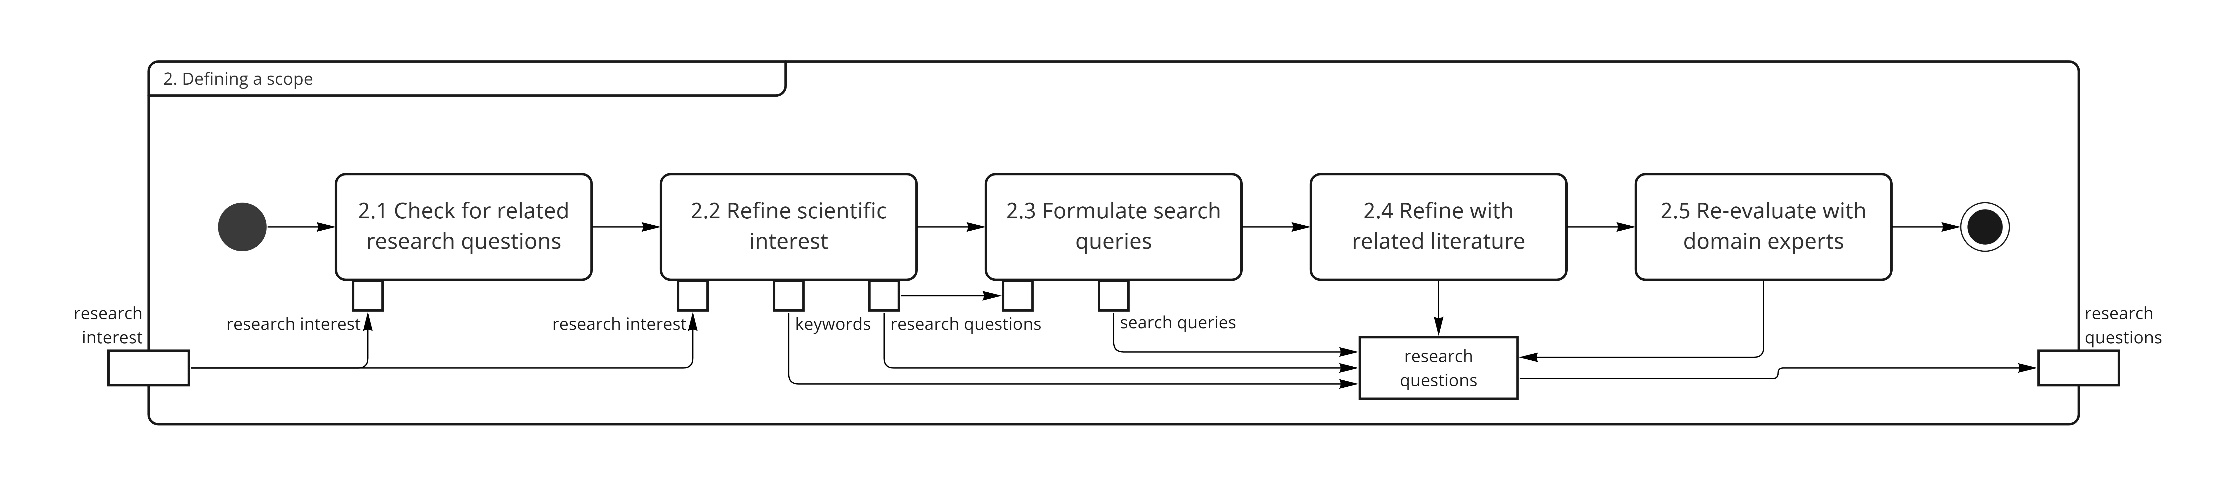 2. Defining a scope
2.1 Check for related
research questions
2.2 Refine scientific
interest
2.3 Formulate search
queries
2.4 Refine with
related literature
2.5 Re-evaluate with
domain experts
research
interest
research interest
research interest
keywords
research questions
search queries
research
questions
research
questions